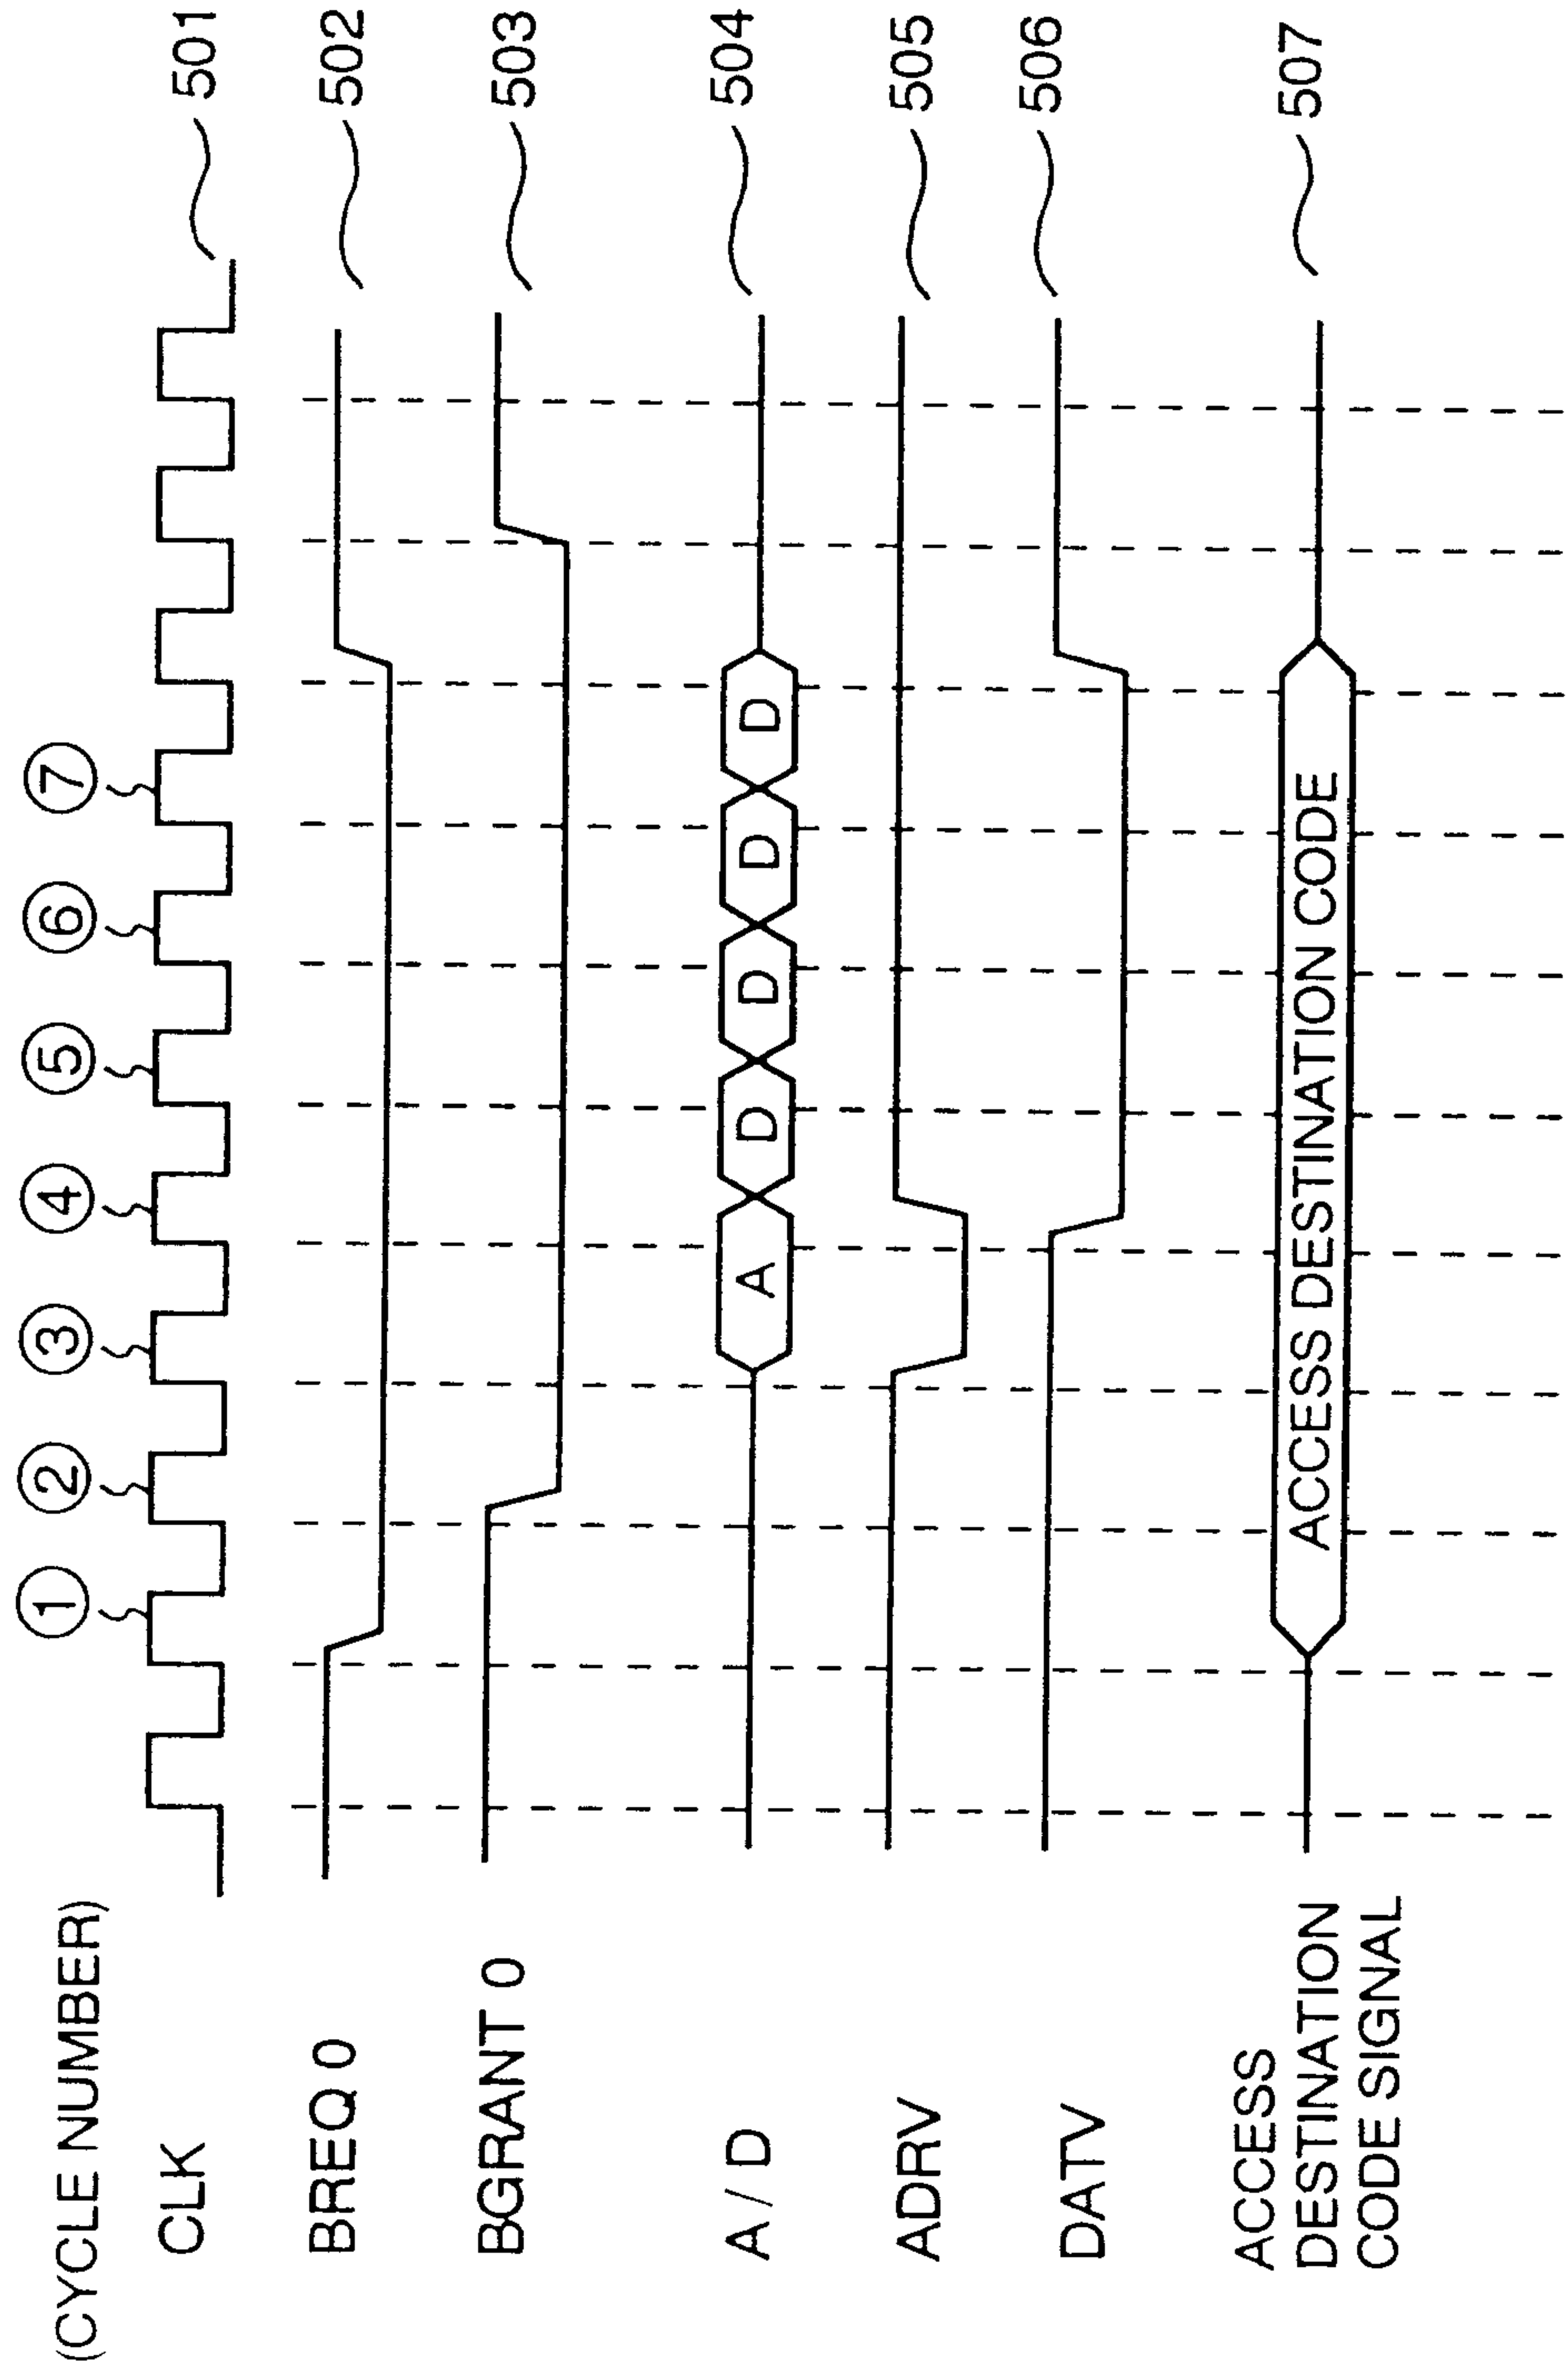 (CYCLE NUMBER) ① ② ③ ④ ⑤ ⑥ ⑦
CLK 501
BREQ 0 502
BGRANT 0 503
A / D A D D D D 504
ADRV 505
DATV 506
ACCESS
DESTINATION ACCESS DESTINATION CODE 507
CODE SIGNAL